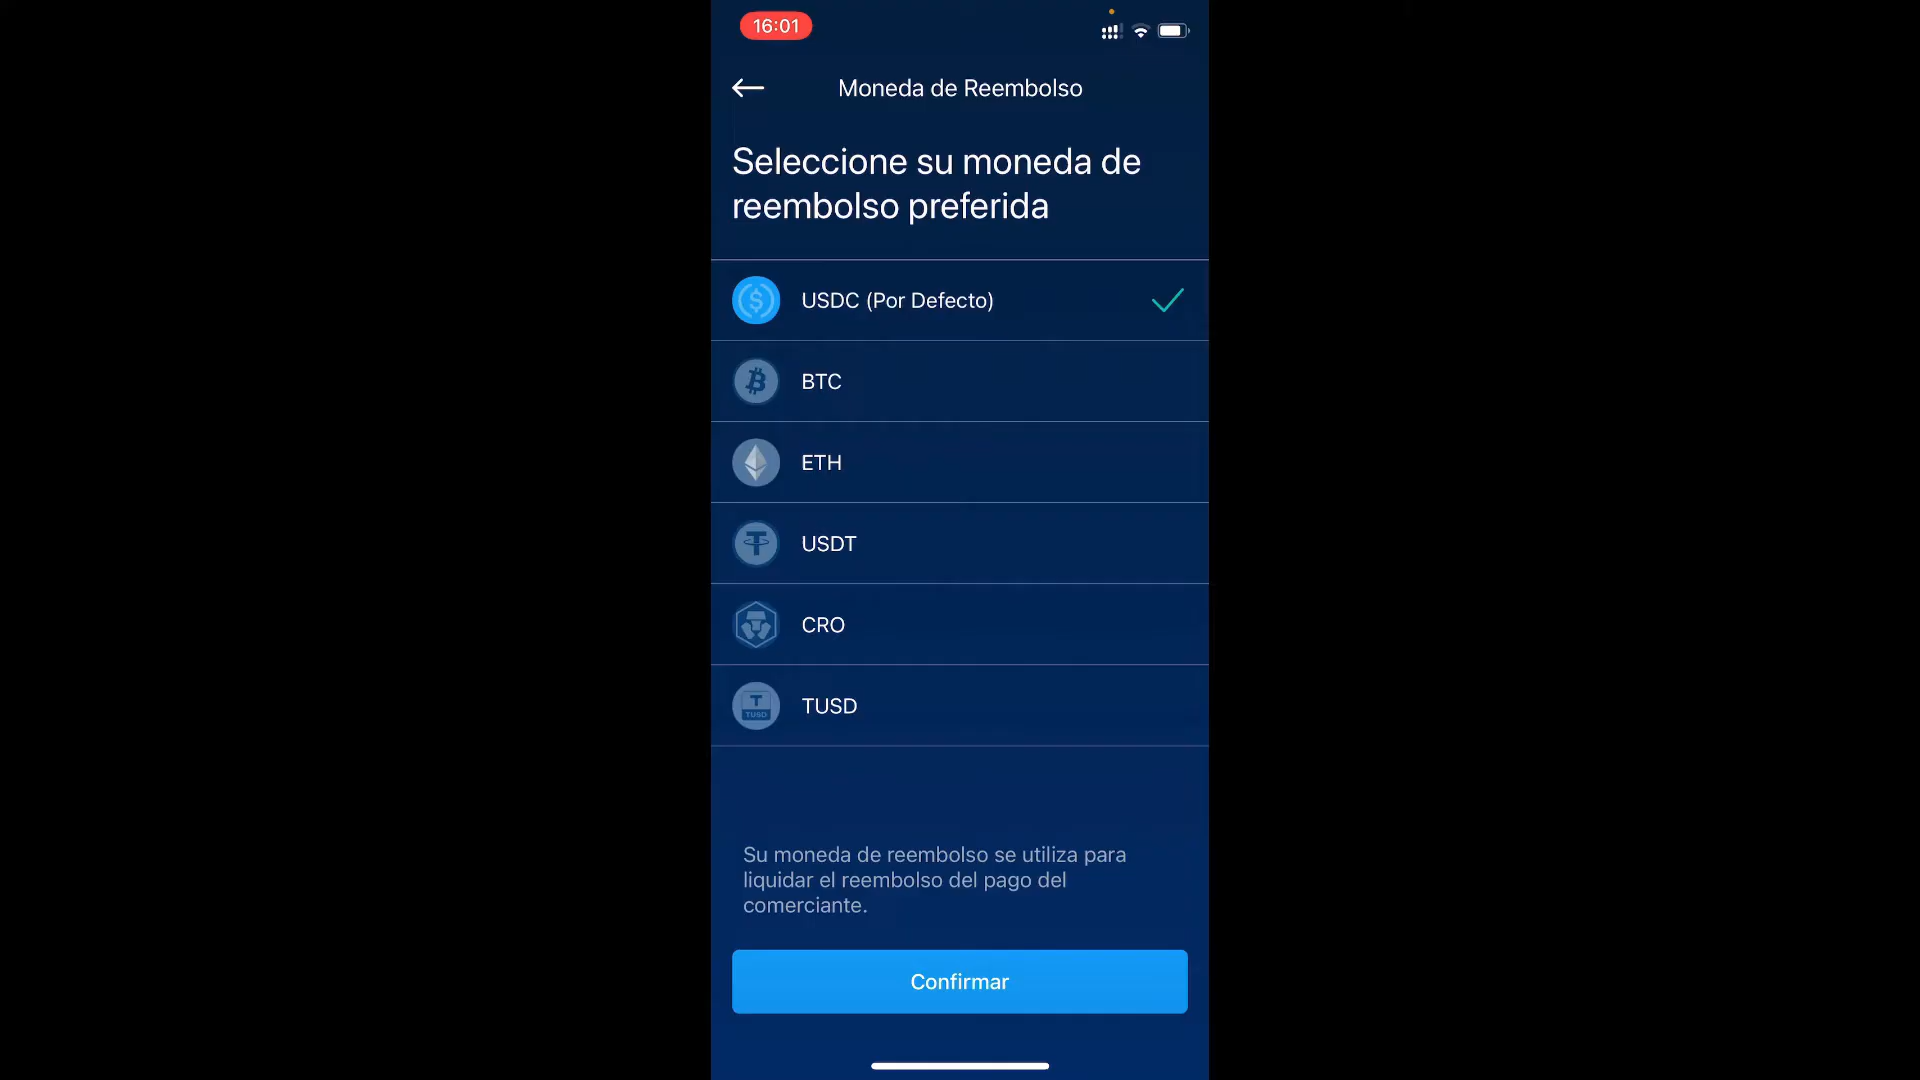 16:01
Moneda de Reembolso
Seleccione su moneda de
reembolso preferida
USDC (Por Defecto)
BTC
ETH
USDT
CRO
TUSD
TUSD
Su moneda de reembolso se utiliza para
liquidar el reembolso del pago del
comerciante.
Confirmar